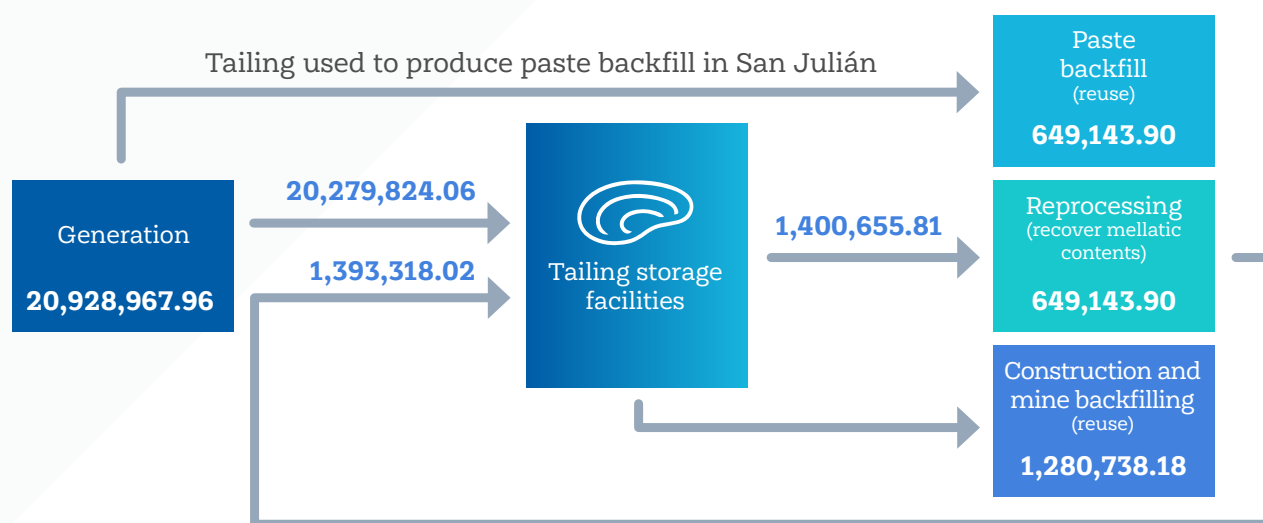 Tailing used to produce paste backfill in San Julián
Paste
backfill
(reuse)
649,143.90
Generation
20,928,967.96
20,279,824.06
1,393,318.02
Tailing storage
facilities
1,400,655.81
Reprocessing
(recover mellatic
contents)
649,143.90
Construction and
mine backfilling
(reuse)
1,280,738.18